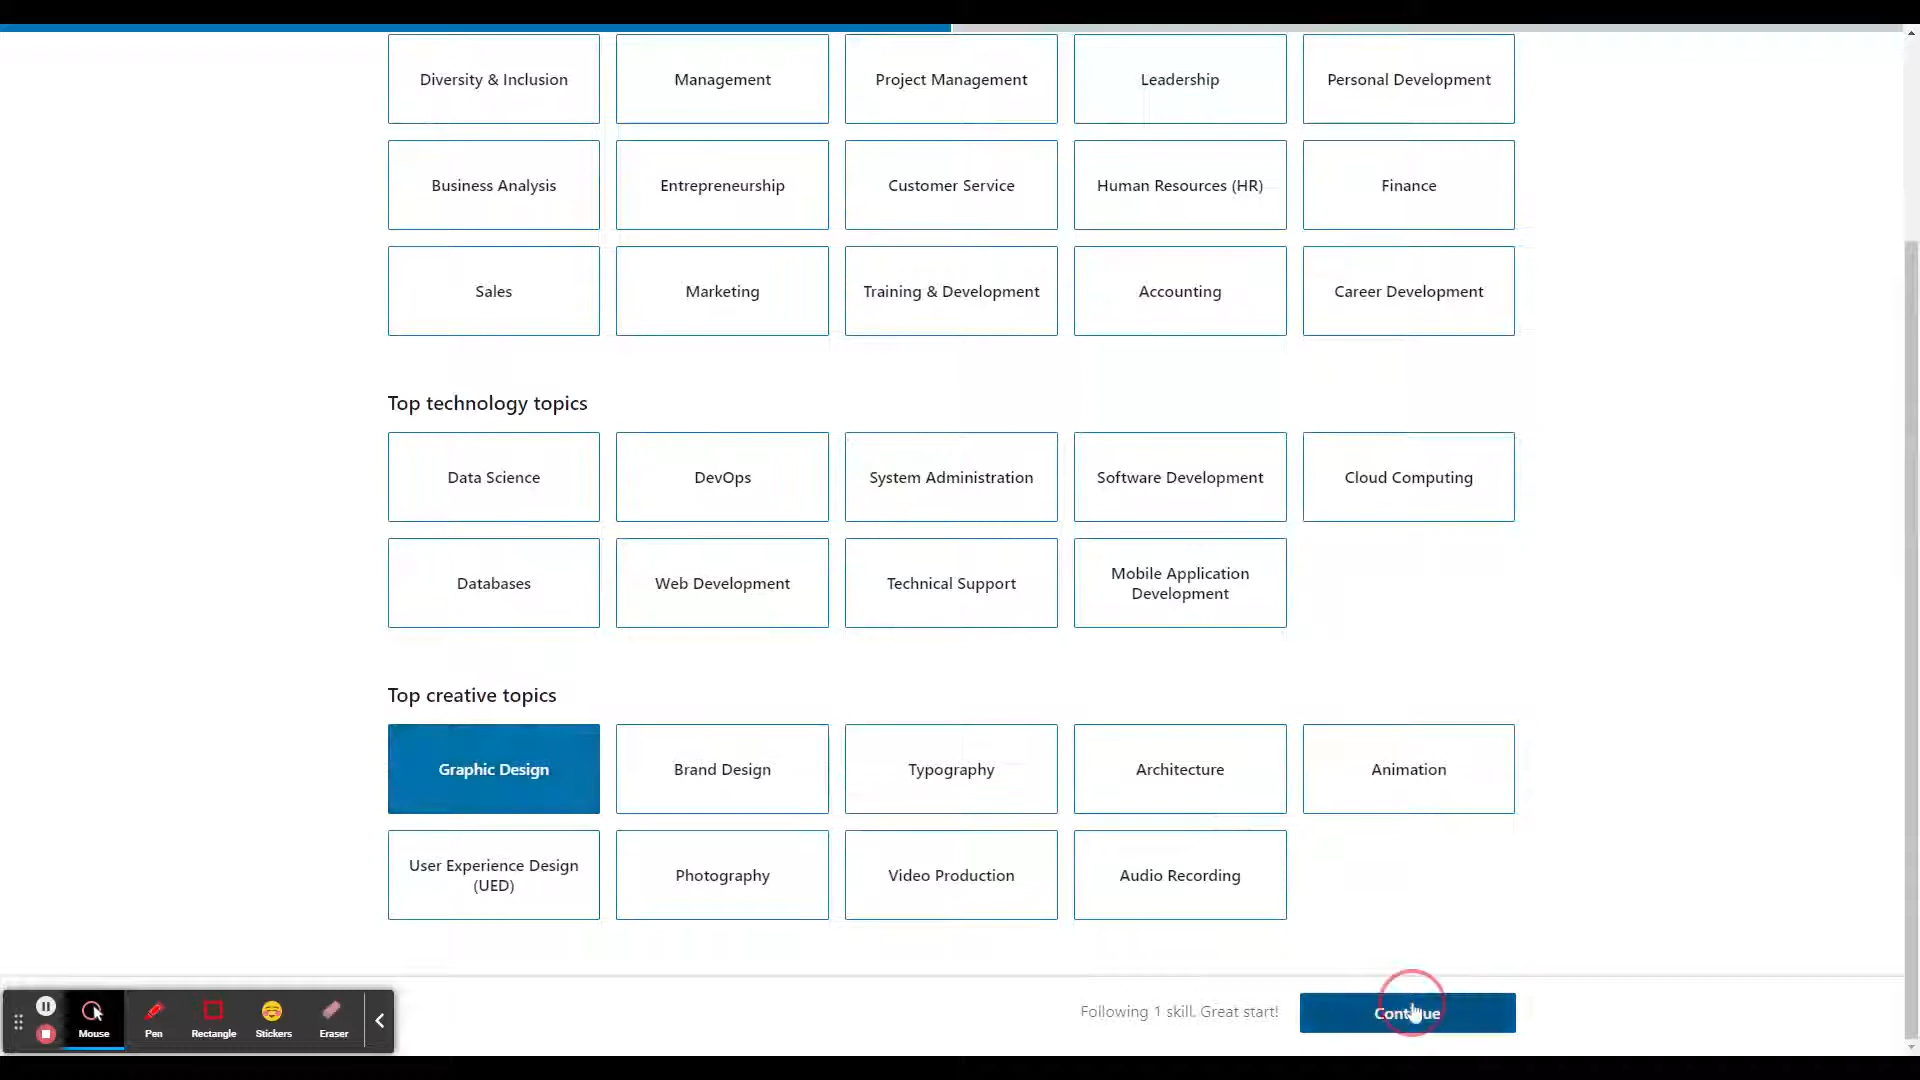 Diversity & Inclusion
Management
Project Management
Leadership
Personal Development
Business Analysis
Entrepreneurship
Customer Service
Human Resources (HR)
Finance
Sales
Marketing
Training & Development
Accounting
Career Development
Top technology topics
Data Science
DevOps
System Administration
Software Development
Cloud Computing
Databases
Web Development
Technical Support
Mobile Application
Development
Top creative topics
Graphic Design
Brand Design
Typography
Architecture
Animation
User Experience Design
(UED)
Photography
Video Production
Audio Recording
Following 1 skill. Great start!
Continue
Mouse
Pen
Rectangle
Stickers
Eraser